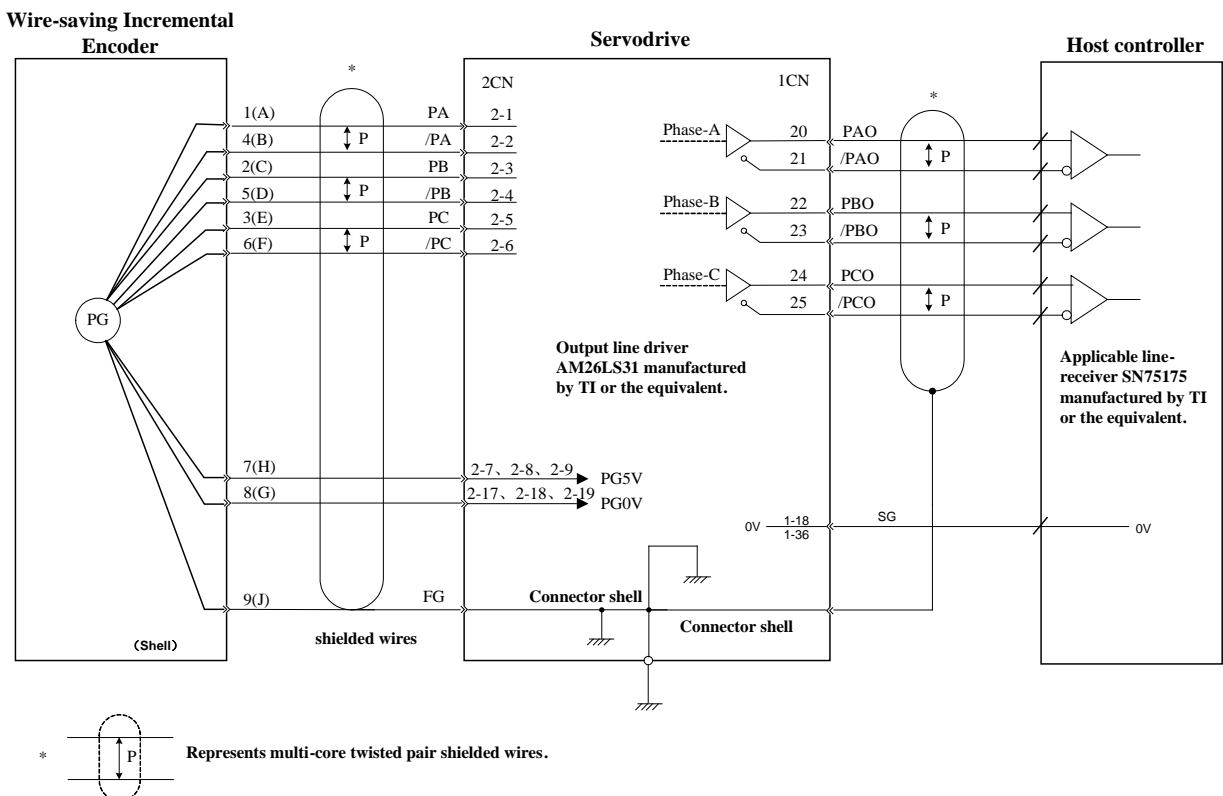 Wire-saving Incremental
Encoder
Servodrive
Host controller
*
2CN
1CN
*
1(A)
PA
2-1
4(B)
P
/PA
2-2
2(C)
PB
2-3
5(D)
P
/PB
2-4
3(E)
PC
2-5
6(F)
P
/PC
2-6
PG
Phase-A
20
PAO
21
/PAO
P
Phase-B
22
PBO
23
/PBO
P
Phase-C
24
PCO
25
/PCO
P
Output line driver
AM26LS31 manufactured
by TI or the equivalent.
Applicable line-
receiver SN75175
manufactured by TI
or the equivalent.
7(H)
2-7、2-8、2-9
PG5V
8(G)
2-17、2-18、2-19
PG0V
0V
1-18
1-36
SG
0V
9(J)
FG
Connector shell
Connector shell
(Shell)
shielded wires
*
P
Represents multi-core twisted pair shielded wires.